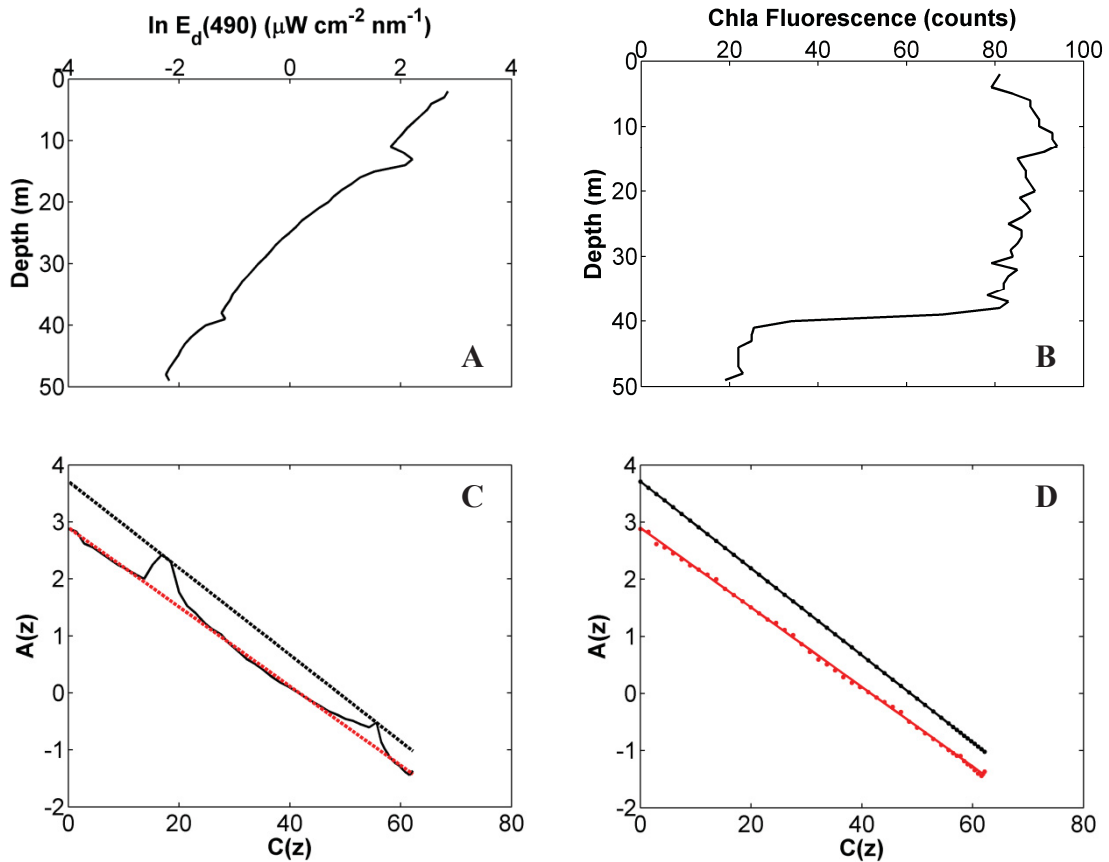 ln E_d(490) (μW cm⁻² nm⁻¹)
-4 -2 0 2 4
0
10
20
30
40
50
Depth (m)
A
Chla Fluorescence (counts)
0 20 40 60 80 100
0
10
20
30
40
50
Depth (m)
B
4
3
2
1
0
-1
-2
A(z)
C
0 20 40 60 80
C(z)
4
3
2
1
0
-1
-2
A(z)
D
0 20 40 60 80
C(z)